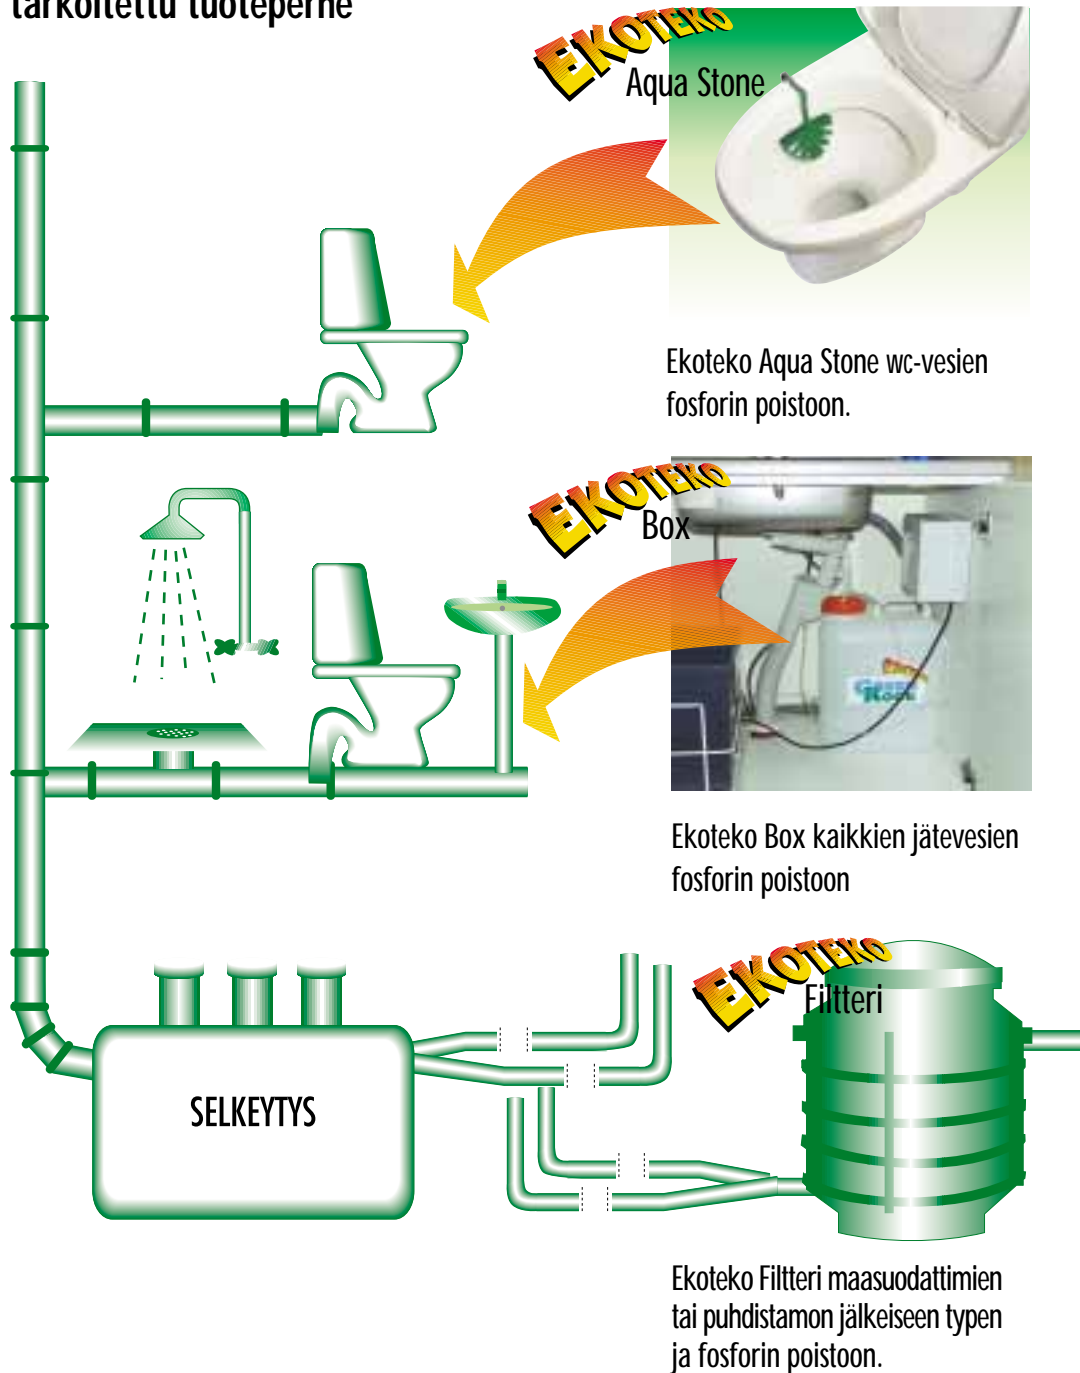 tarkoitettu tuoteperhe
EKOTEKO
Aqua Stone
Ekoteko Aqua Stone wc-vesien
fosforin poistoon.
EKOTEKO
Box
Ekoteko Box kaikkien jätevesien
fosforin poistoon
EKOTEKO
Filtteri
SELKEYTYS
Ekoteko Filtteri maasuodattimien
tai puhdistamon jälkeiseen typen
ja fosforin poistoon.